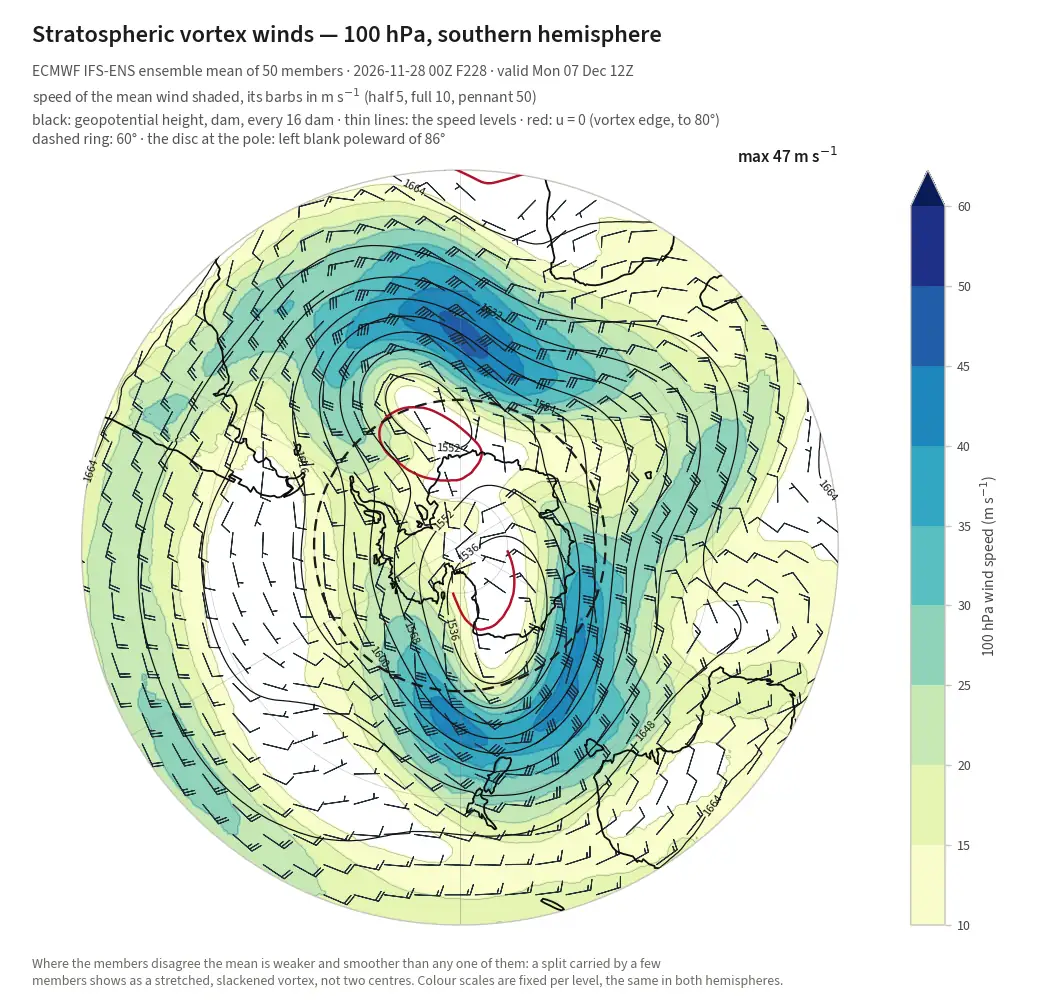 Stratospheric vortex winds — 100 hPa, southern hemisphere
ECMWF IFS-ENS ensemble mean of 50 members · 2026-11-28 00Z F228 · valid Mon 07 Dec 12Z
speed of the mean wind shaded, its barbs in m s⁻¹ (half 5, full 10, pennant 50)
black: geopotential height, dam, every 16 dam · thin lines: the speed levels · red: u = 0 (vortex edge, to 80°)
dashed ring: 60° · the disc at the pole: left blank poleward of 86°
max 47 m s⁻¹
1664
60
50
45
40
35
30
25
20
15
10
100 hPa wind speed (m s⁻¹)
1552
1664
1664
1552
1536
1536
1568
1648
1664
Where the members disagree the mean is weaker and smoother than any one of them: a split carried by a few
members shows as a stretched, slackened vortex, not two centres. Colour scales are fixed per level, the same in both hemispheres.